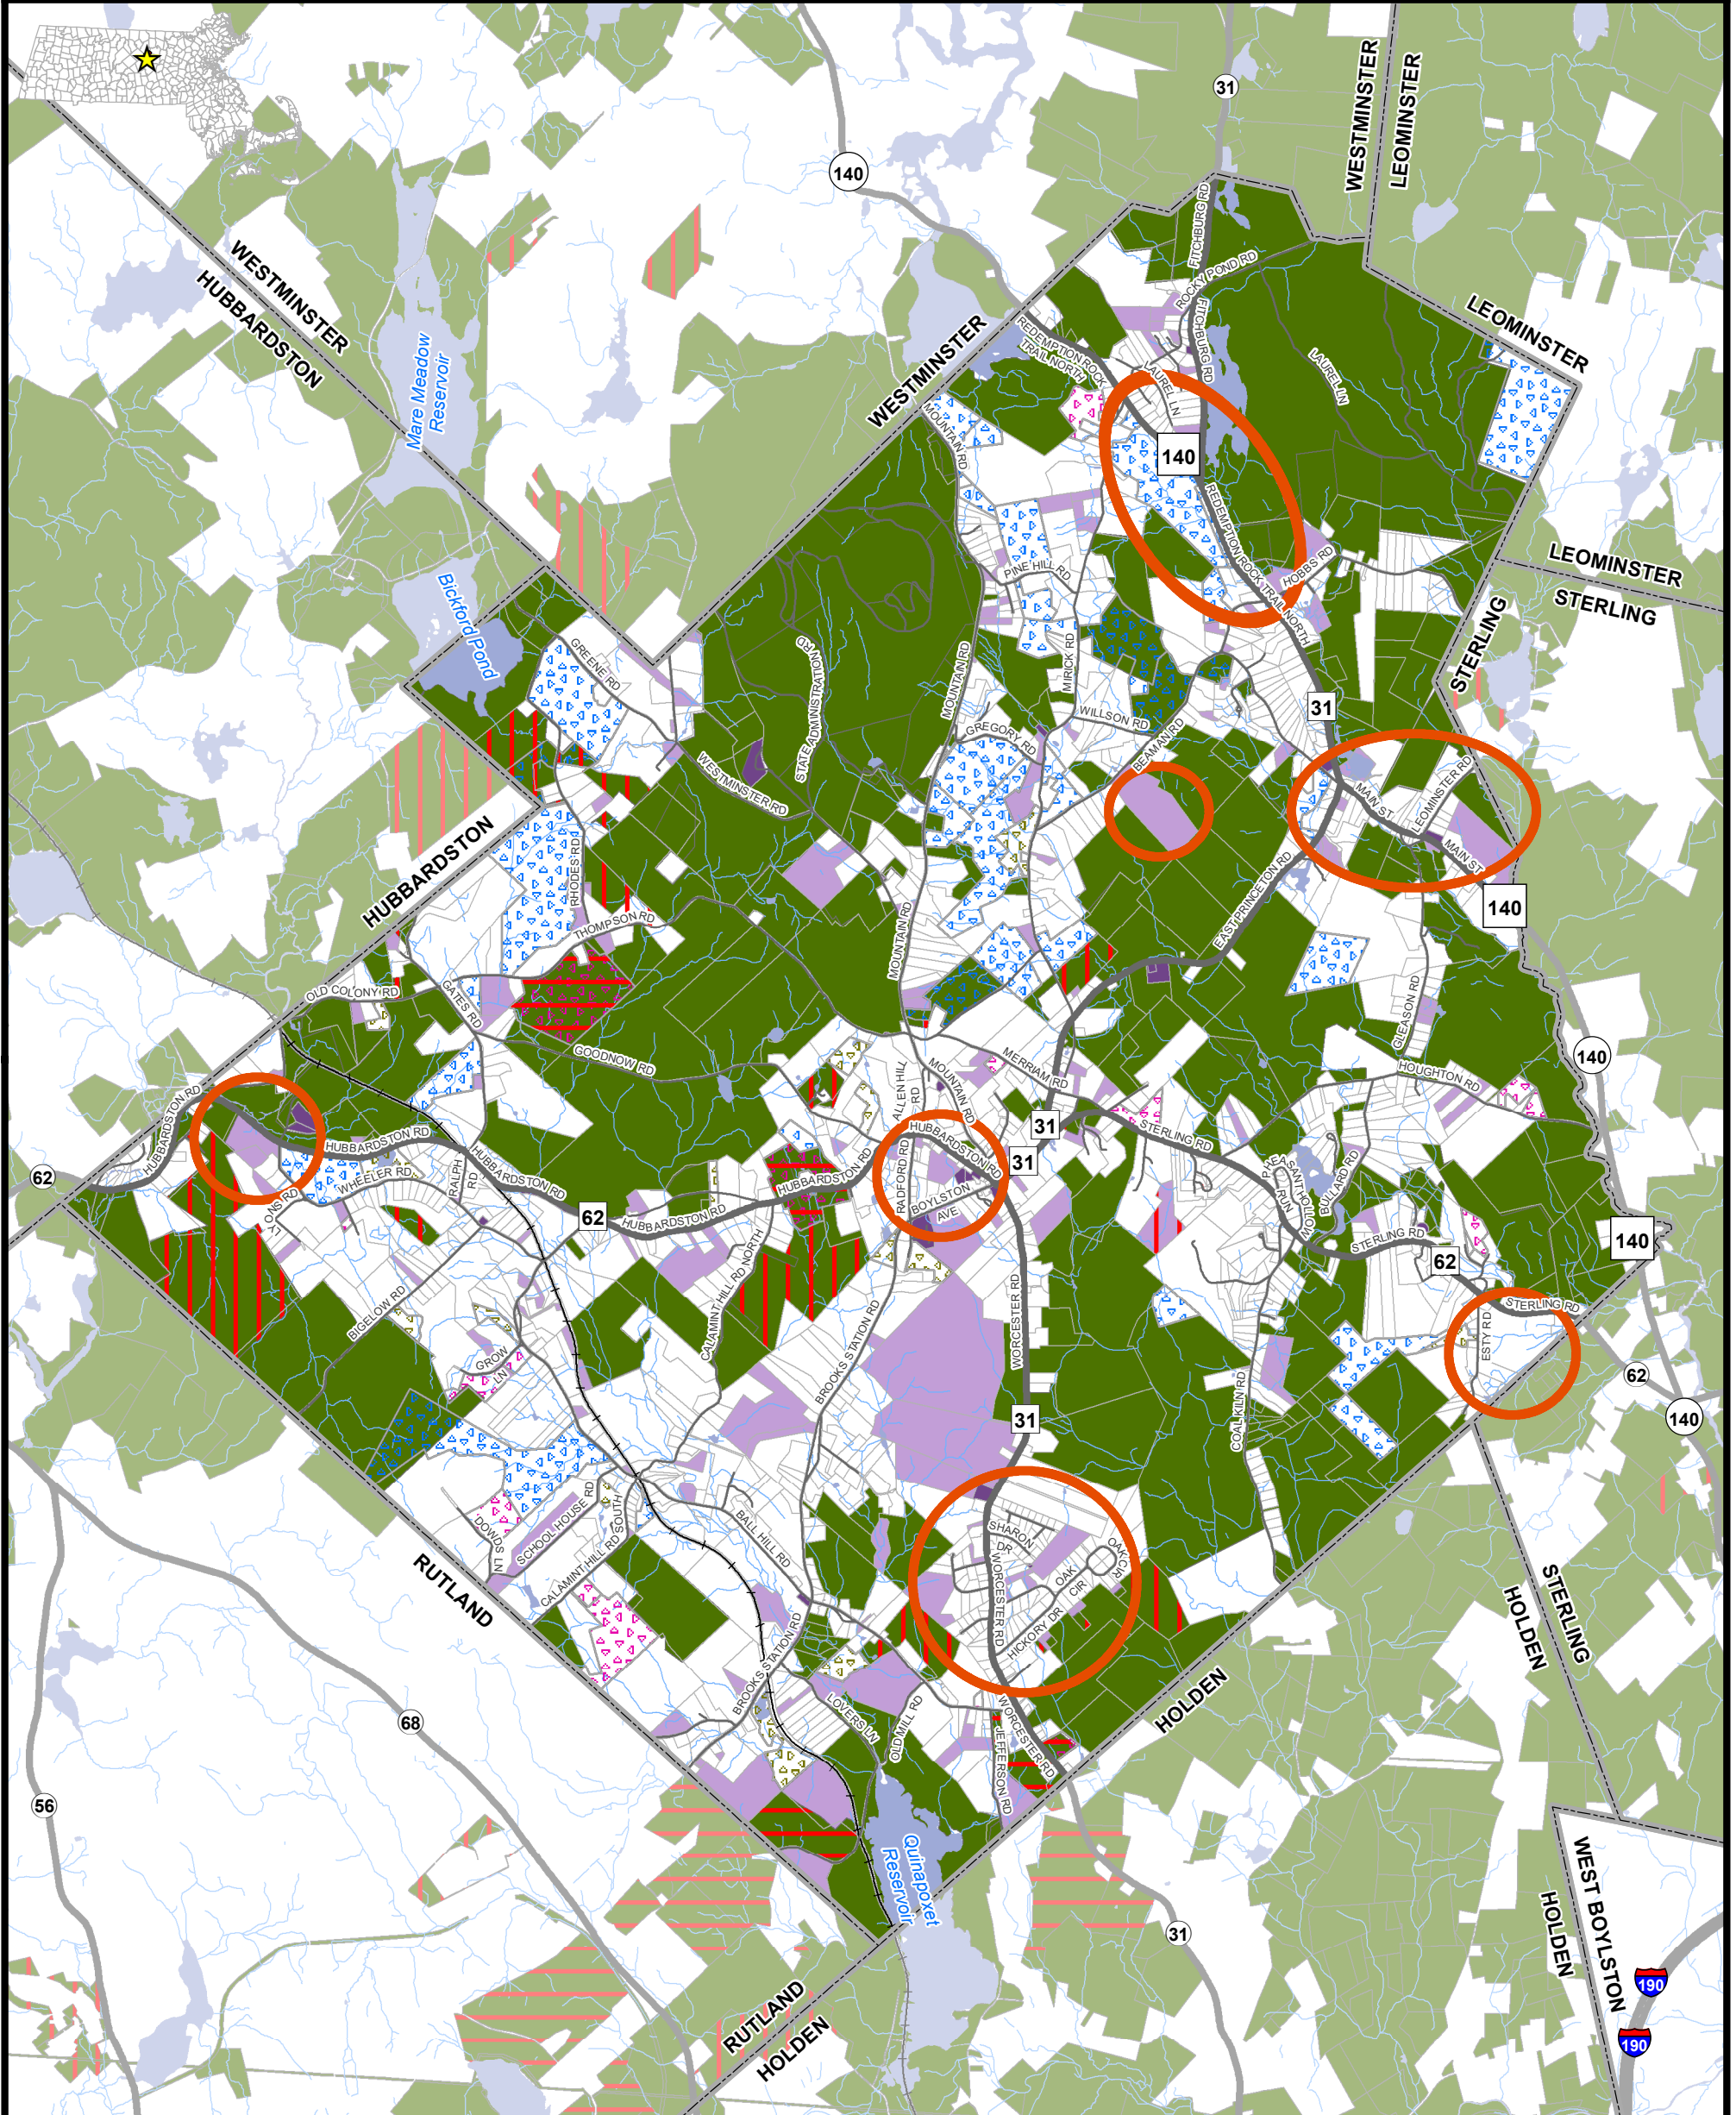 31
WESTMINSTER
LEOMINSTER
140
FITCHBURG RD
ROCKY POND RD
WESTMINSTER
HUBBARDSTON
LEOMINSTER
FITCHBURG RD
REDEMPTION ROCK
TRAIL NORTH
Mare Meadow
Reservoir
WESTMINSTER
LAUREL LN
LAUREL LN
MOUNTAIN RD
140
REDEMPTION ROCK TRAIL NORTH
HOBBS RD
PINE HILL RD
LEOMINSTER
STERLING
Bickford Pond
STERLING
GREENE RD
STATE ADMINISTRATION RD
MOUNTAIN RD
MIRICK RD
31
WILLSON RD
GREGORY RD
BEAMAN RD
WESTMINSTER RD
MAIN ST
LEOMINSTER RD
MAIN ST
HUBBARDSTON
RHODES RD
THOMPSON RD
EAST PRINCETON RD
140
MOUNTAIN RD
OLD COLONY RD
GATES RD
GLEASON RD
GOODNOW RD
MERRIAM RD
140
HOUGHTON RD
ALLEN HILL
RD
MOUNTAIN RD
HUBBARDSTON RD
31
STERLING RD
HUBBARDSTON RD
HUBBARDSTON RD
31
62
WHEELER RD
RALPH
RD
HUBBARDSTON RD
HUBBARDSTON RD
RADFORD RD
BOYLSTON
AVE
PHEASANT HOLLOW
RUN
BULLARD RD
LYONS RD
62
HUBBARDSTON RD
STERLING RD
140
62
CALAMINT HILL RD NORTH
BIGELOW RD
WORCESTER RD
STERLING RD
ESTY RD
BROOKS STATION RD
GROW
LN
62
31
COAL KILN RD
140
SCHOOL HOUSE RD
DOWDS LN
CALAMINT HILL RD SOUTH
BALL HILL RD
SHARON
DR
OAK CIR
OAK
CIR
WORCESTER RD
HICKORY DR
RUTLAND
STERLING
HOLDEN
BROOKS STATION RD
LOVERS LN
OLD MILL RD
WORCESTER RD
JEFFERSON RD
HOLDEN
68
56
Quinapoxet
Reservoir
WEST BOYLSTON
HOLDEN
31
190
RUTLAND
HOLDEN
190